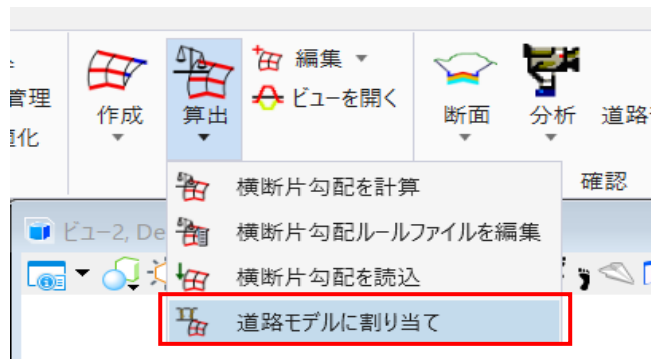 管理
適化
作成
算出
編集
ビューを開く
断面
分析
道路
確認
ビュー2, De
横断片勾配を計算
横断片勾配ルールファイルを編集
横断片勾配を読込
道路モデルに割り当て